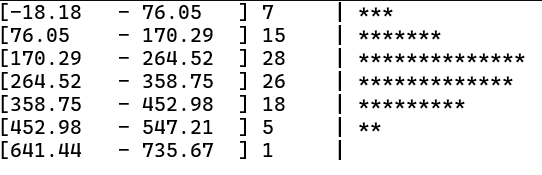 [-18.18   - 76.05   ] 7      | ***
[76.05    - 170.29  ] 15     | *******
[170.29   - 264.52  ] 28     | **************
[264.52   - 358.75  ] 26     | *************
[358.75   - 452.98  ] 18     | *********
[452.98   - 547.21  ] 5      | **
[641.44   - 735.67  ] 1      |